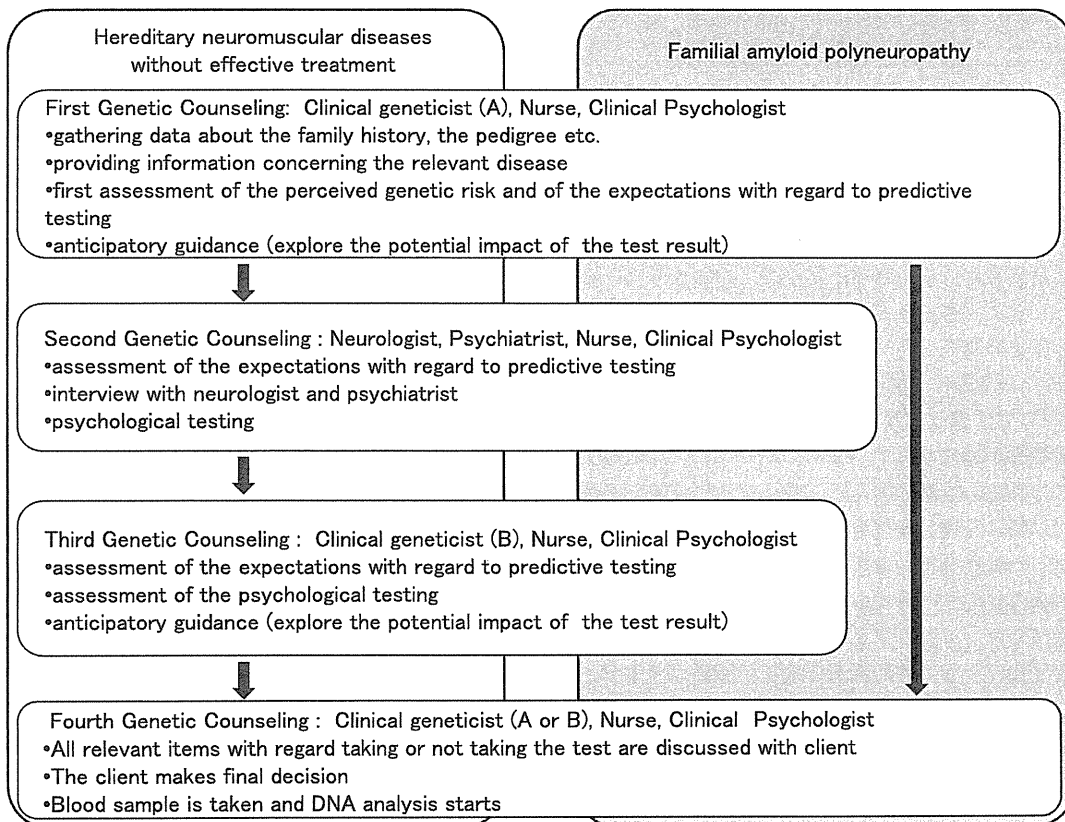 Hereditary neuromuscular diseases
without effective treatment
Familial amyloid polyneuropathy
First Genetic Counseling: Clinical geneticist (A), Nurse, Clinical Psychologist
•gathering data about the family history, the pedigree etc.
•providing information concerning the relevant disease
•first assessment of the perceived genetic risk and of the expectations with regard to predictive
testing
•anticipatory guidance (explore the potential impact of the test result)
Second Genetic Counseling : Neurologist, Psychiatrist, Nurse, Clinical Psychologist
•assessment of the expectations with regard to predictive testing
•interview with neurologist and psychiatrist
•psychological testing
Third Genetic Counseling : Clinical geneticist (B), Nurse, Clinical Psychologist
•assessment of the expectations with regard to predictive testing
•assessment of the psychological testing
•anticipatory guidance (explore the potential impact of the test result)
Fourth Genetic Counseling : Clinical geneticist (A or B), Nurse, Clinical Psychologist
•All relevant items with regard taking or not taking the test are discussed with client
•The client makes final decision
•Blood sample is taken and DNA analysis starts